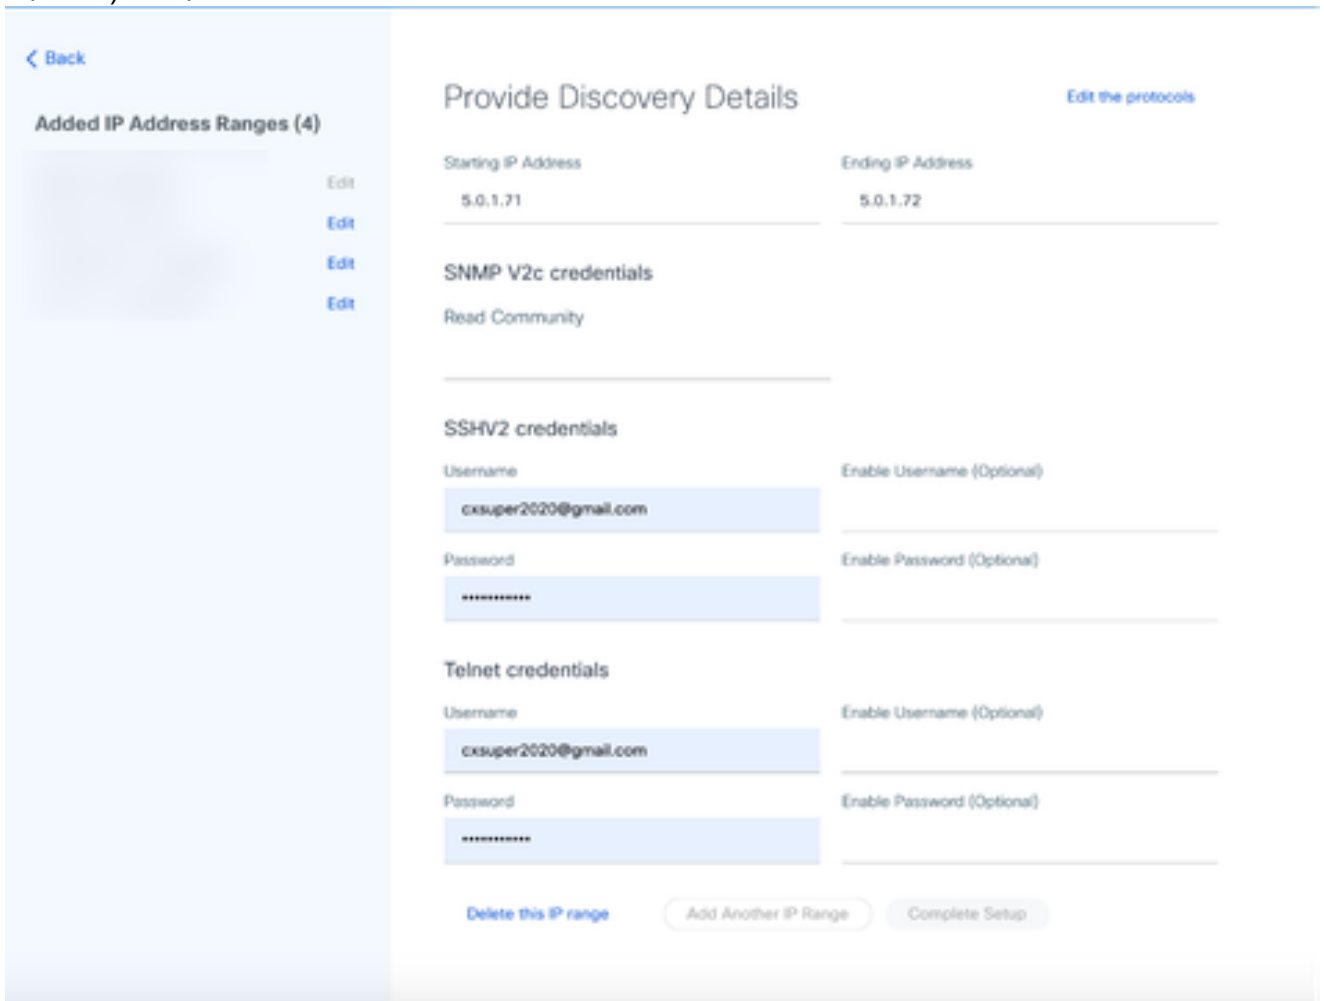 Back
Added IP Address Ranges (4)
Edit
Edit
Edit
Edit
Provide Discovery Details
Edit the protocols
Starting IP Address
Ending IP Address
5.0.1.71
5.0.1.72
SNMP V2c credentials
Read Community
SSHV2 credentials
Username
Enable Username (Optional)
cxsuper2020@gmail.com
Password
Enable Password (Optional)
•••••••••••
Telnet credentials
Username
Enable Username (Optional)
cxsuper2020@gmail.com
Password
Enable Password (Optional)
•••••••••••
Delete this IP range
Add Another IP Range
Complete Setup